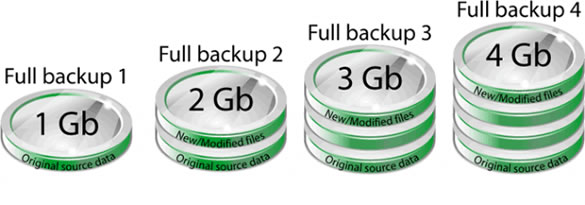 Full backup 1
1 Gb
Original source data
Full backup 2
2 Gb
New/Modified files
Original source data
Full backup 3
3 Gb
New/Modified files
Original source data
Full backup 4
4 Gb
New/Modified files
Original source data